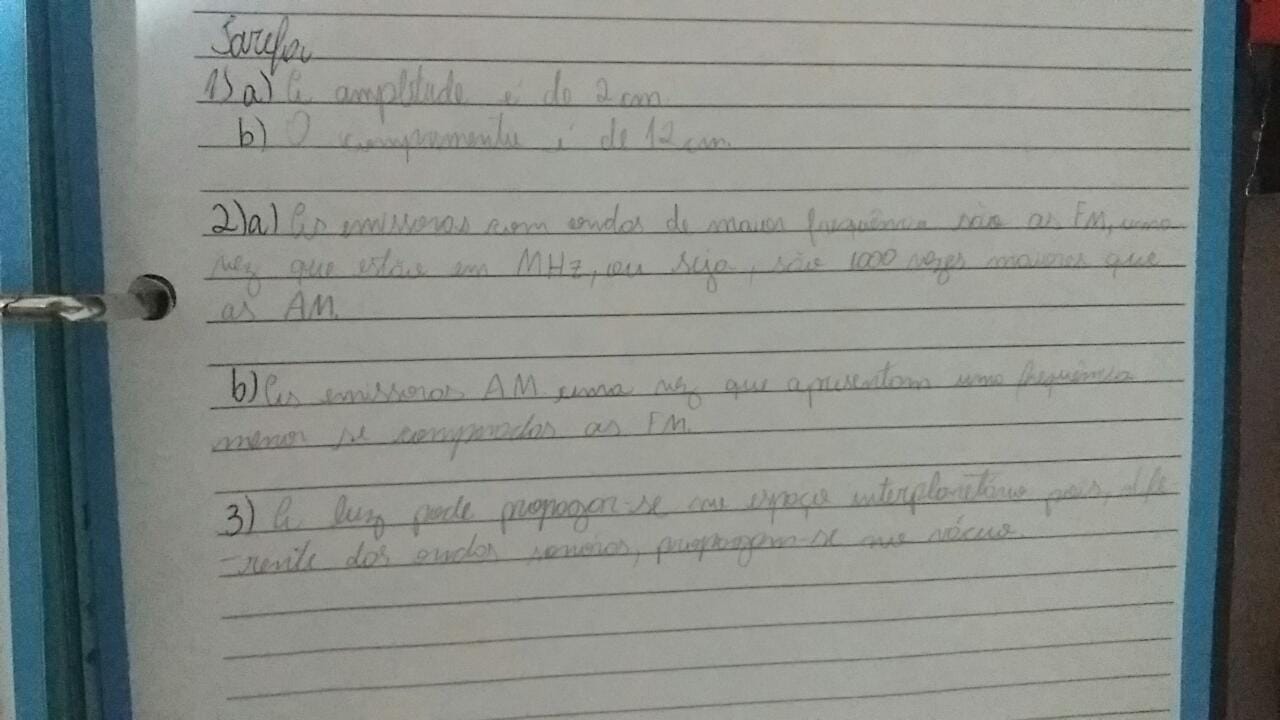 Tarefa
1) a) A amplitude é de 2 cm.
b) O comprimento é de 12 cm.
2) a) As emissoras com ondas de maior frequência são as FM, uma
vez que estão em MHz, ou seja, são 1000 vezes maiores que
as AM.
b) As emissoras AM uma vez que apresentam uma frequência
menor se comparadas as FM.
3) A luz pode propagar-se no espaço interplanetário pois, dife-
-rente das ondas sonoras, propagam-se no vácuo.